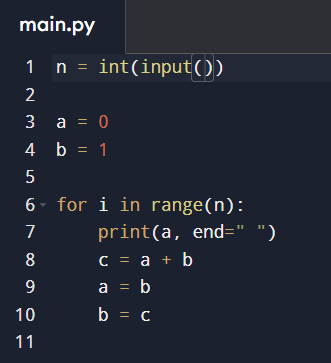 main.py
1 n = int(input())
2
3 a = 0
4 b = 1
5
6 for i in range(n):
7     print(a, end=" ")
8     c = a + b
9     a = b
10     b = c
11